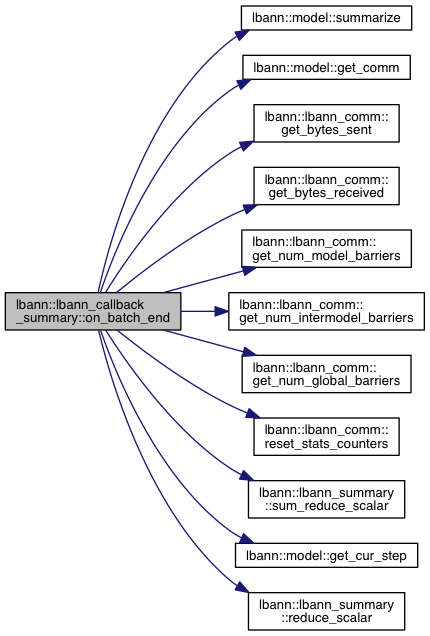 lbann::model::summarize
lbann::model::get_comm
lbann::lbann_comm::
get_bytes_sent
lbann::lbann_comm::
get_bytes_received
lbann::lbann_comm::
get_num_model_barriers
lbann::lbann_callback
_summary::on_batch_end
lbann::lbann_comm::
get_num_intermodel_barriers
lbann::lbann_comm::
get_num_global_barriers
lbann::lbann_comm::
reset_stats_counters
lbann::lbann_summary
::sum_reduce_scalar
lbann::model::get_cur_step
lbann::lbann_summary
::reduce_scalar